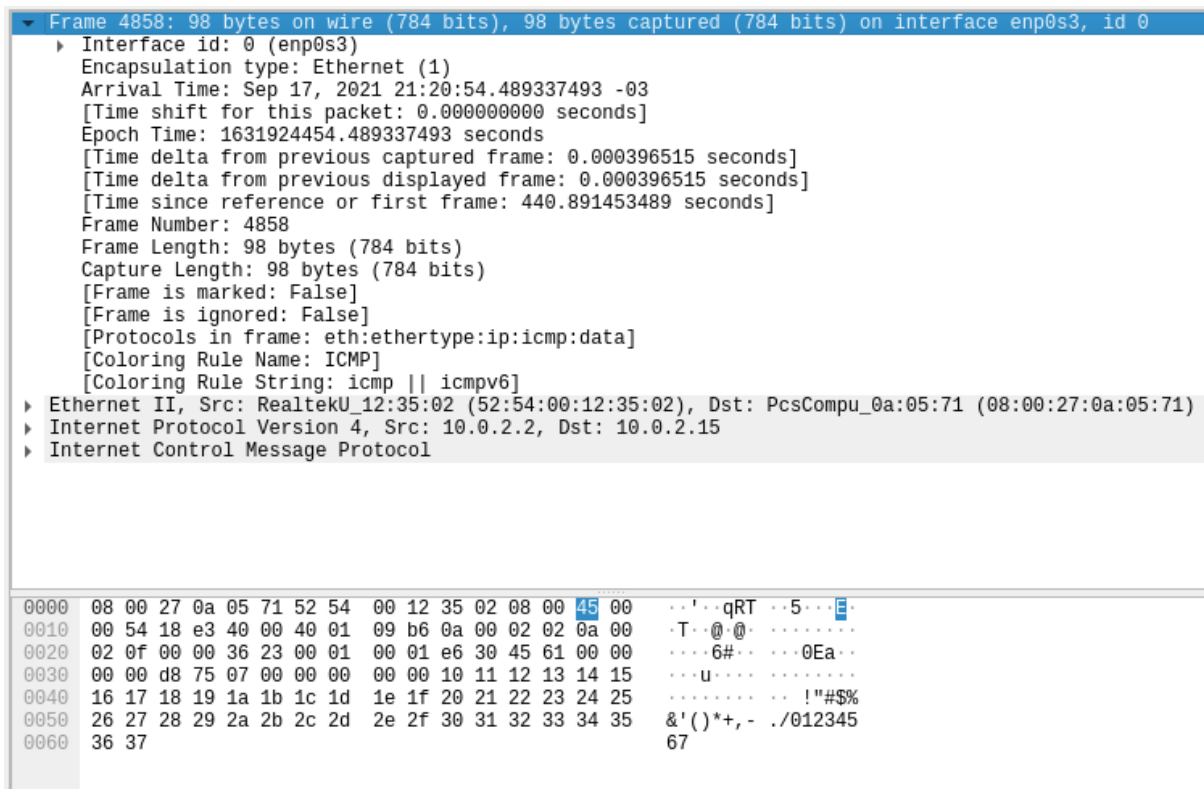 Frame 4858: 98 bytes on wire (784 bits), 98 bytes captured (784 bits) on interface enp0s3, id 0
Interface id: 0 (enp0s3)
Encapsulation type: Ethernet (1)
Arrival Time: Sep 17, 2021 21:20:54.489337493 -03
[Time shift for this packet: 0.000000000 seconds]
Epoch Time: 1631924454.489337493 seconds
[Time delta from previous captured frame: 0.000396515 seconds]
[Time delta from previous displayed frame: 0.000396515 seconds]
[Time since reference or first frame: 440.891453489 seconds]
Frame Number: 4858
Frame Length: 98 bytes (784 bits)
Capture Length: 98 bytes (784 bits)
[Frame is marked: False]
[Frame is ignored: False]
[Protocols in frame: eth:ethertype:ip:icmp:data]
[Coloring Rule Name: ICMP]
[Coloring Rule String: icmp || icmpv6]
Ethernet II, Src: RealtekU_12:35:02 (52:54:00:12:35:02), Dst: PcsCompu_0a:05:71 (08:00:27:0a:05:71)
Internet Protocol Version 4, Src: 10.0.2.2, Dst: 10.0.2.15
Internet Control Message Protocol
0000 08 00 27 0a 05 71 52 54 00 12 35 02 08 00 45 00 ··'··qRT ··5···E·
0010 00 54 18 e3 40 00 40 01 09 b6 0a 00 02 02 0a 00 ·T··@·@· ········
0020 02 0f 00 00 36 23 00 01 00 01 e6 30 45 61 00 00 ····6#·· ···0Ea··
0030 00 00 d8 75 07 00 00 00 00 00 10 11 12 13 14 15 ···u···· ········
0040 16 17 18 19 1a 1b 1c 1d 1e 1f 20 21 22 23 24 25 ········ ·· !"#$%
0050 26 27 28 29 2a 2b 2c 2d 2e 2f 30 31 32 33 34 35 &'()*+,- ./012345
0060 36 37 67